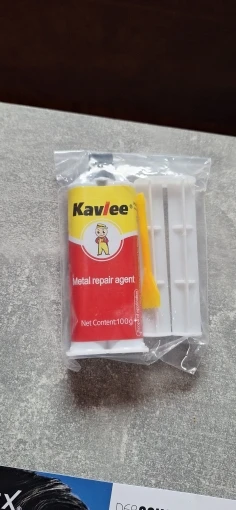 Kavlee®
Metal repair agent
Net Content:100g